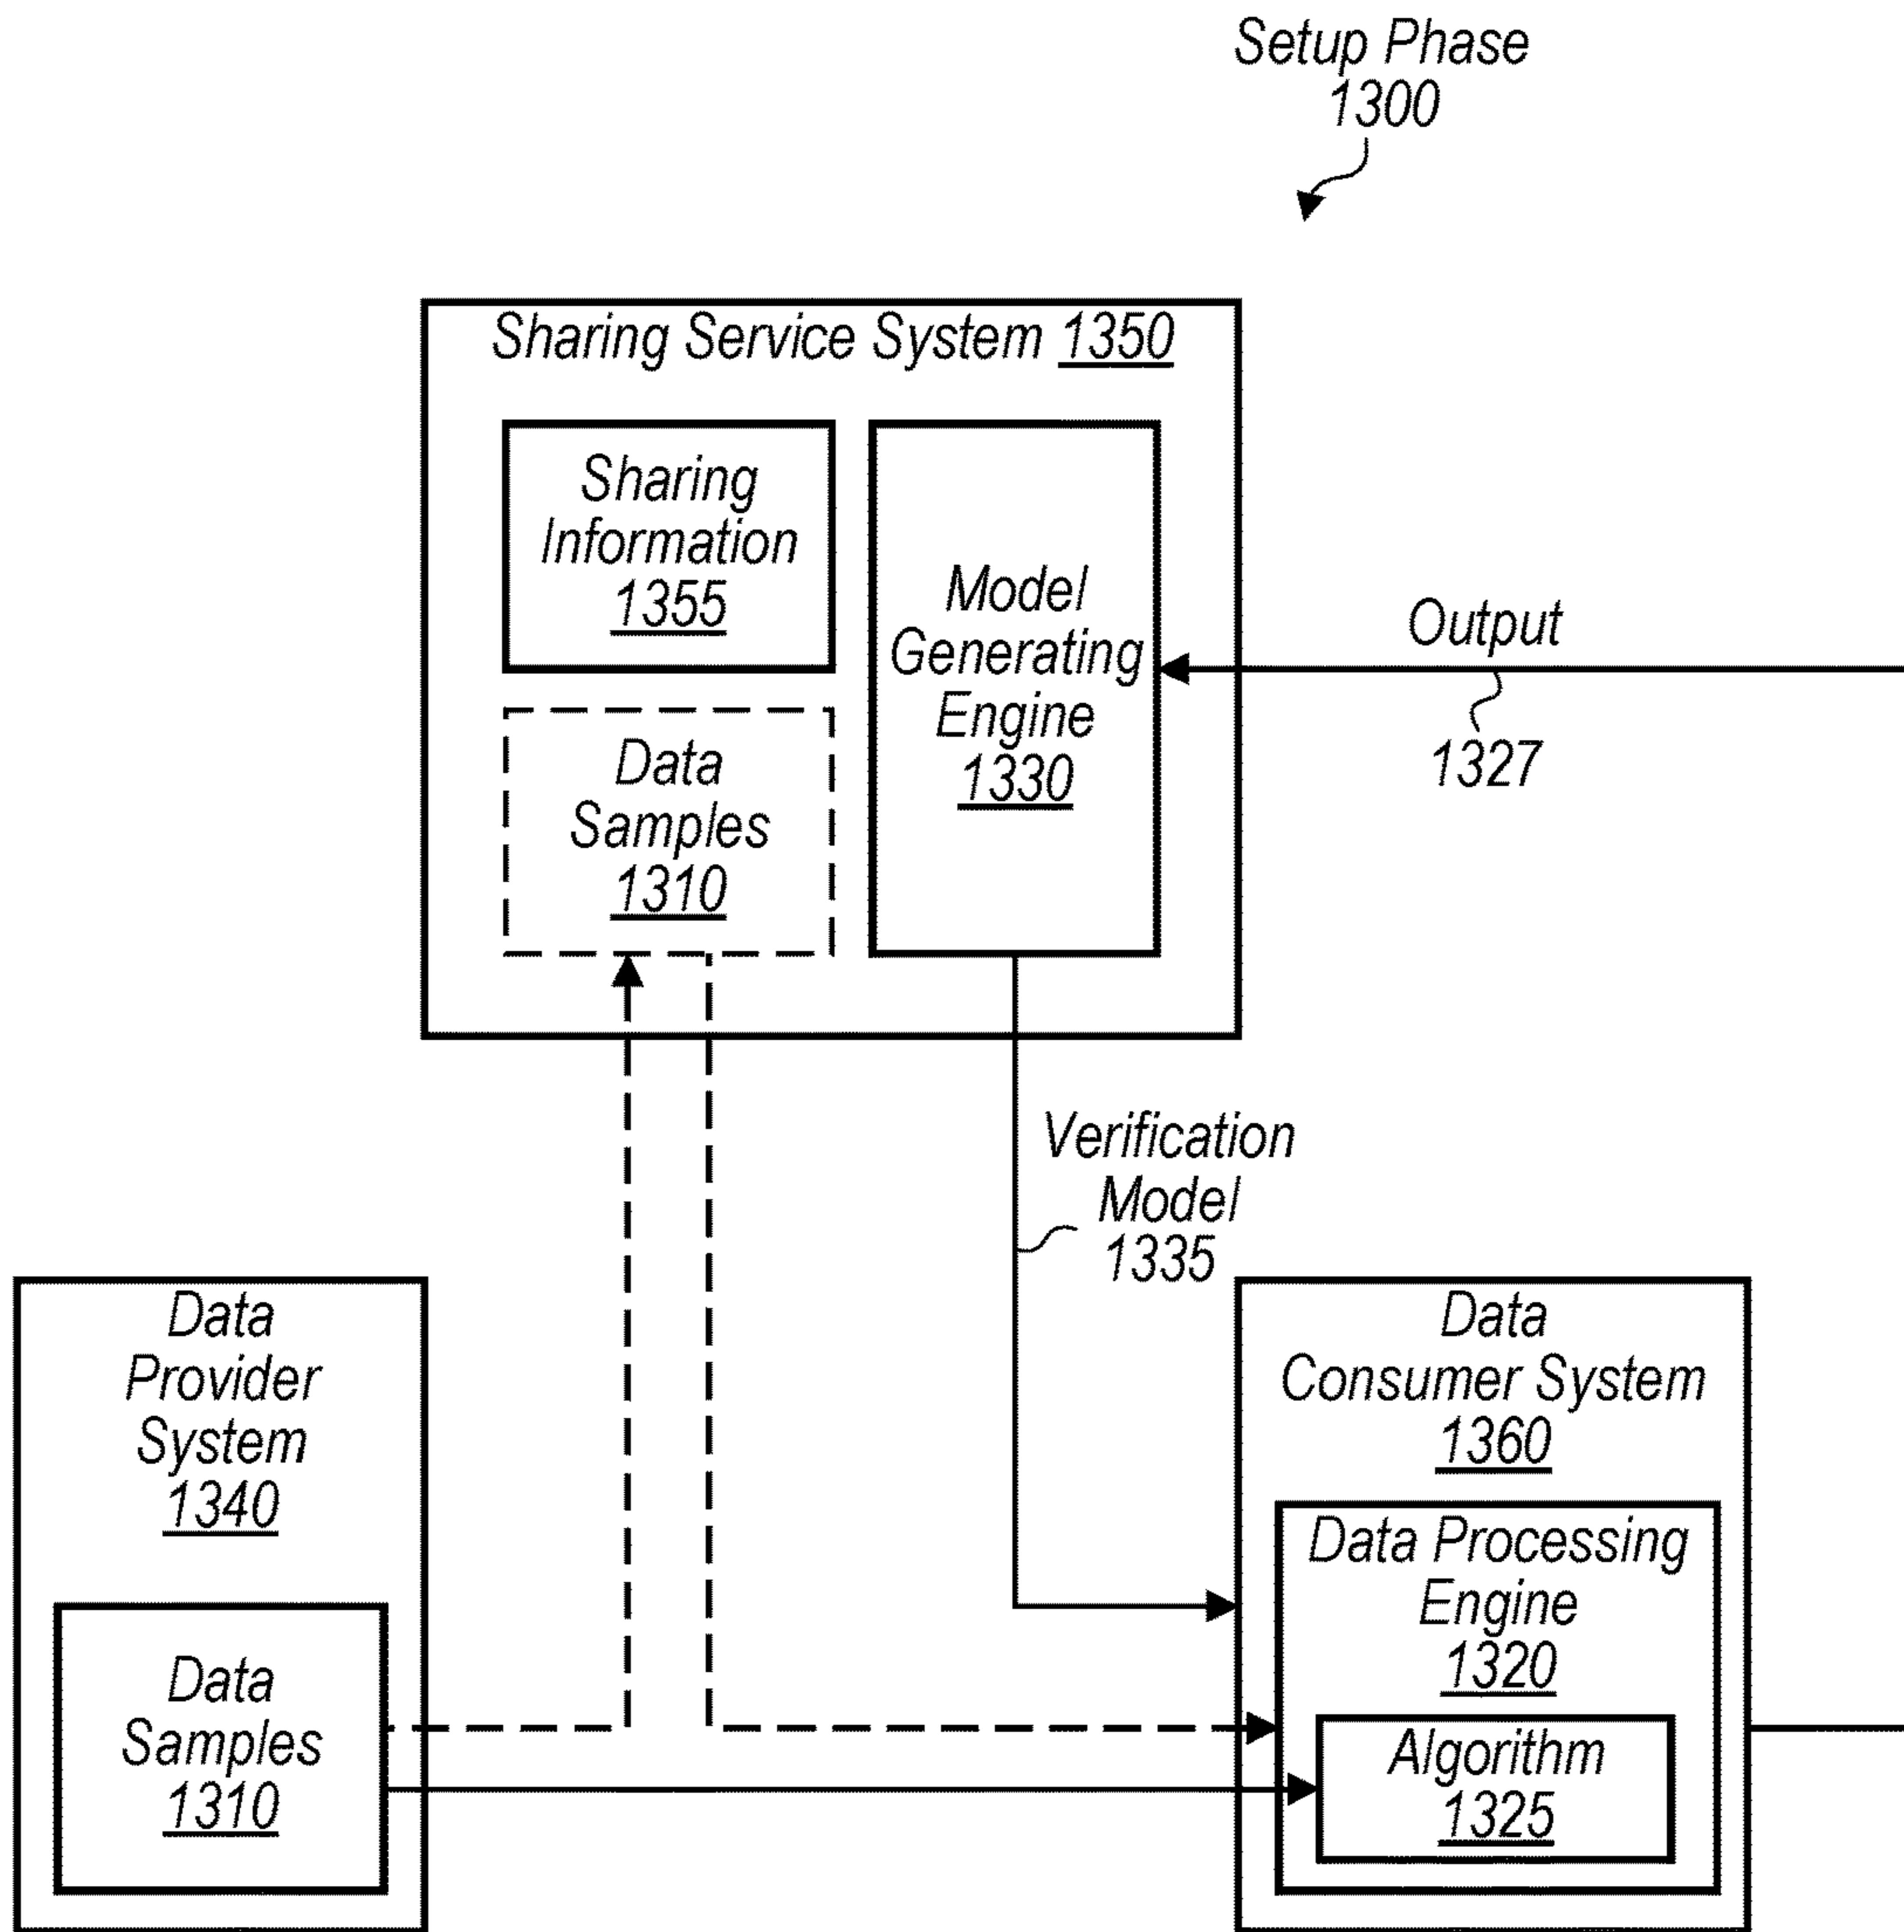 Setup Phase
1300
Sharing Service System 1350
Sharing
Information
1355
Model
Generating
Engine
1330
Data
Samples
1310
Output
1327
Verification
Model
1335
Data
Provider
System
1340
Data
Samples
1310
Data
Consumer System
1360
Data Processing
Engine
1320
Algorithm
1325